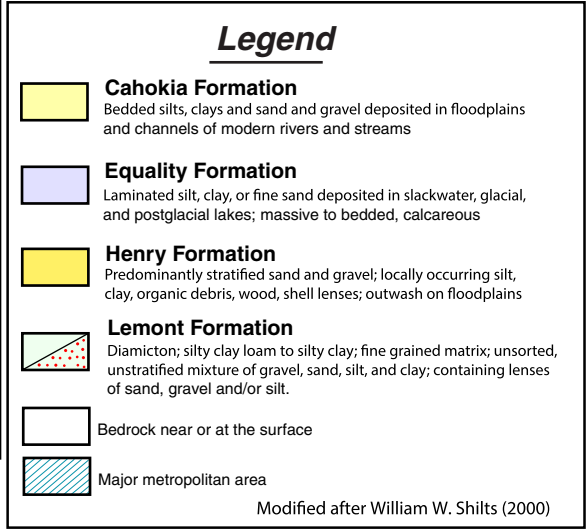 Legend
Cahokia Formation
Bedded silts, clays and sand and gravel deposited in floodplains
and channels of modern rivers and streams
Equality Formation
Laminated silt, clay, or fine sand deposited in slackwater, glacial,
and postglacial lakes; massive to bedded, calcareous
Henry Formation
Predominantly stratified sand and gravel; locally occurring silt,
clay, organic debris, wood, shell lenses; outwash on floodplains
Lemont Formation
Diamicton; silty clay loam to silty clay; fine grained matrix; unsorted,
unstratified mixture of gravel, sand, silt, and clay; containing lenses
of sand, gravel and/or silt.
Bedrock near or at the surface
Major metropolitan area
Modified after William W. Shilts (2000)